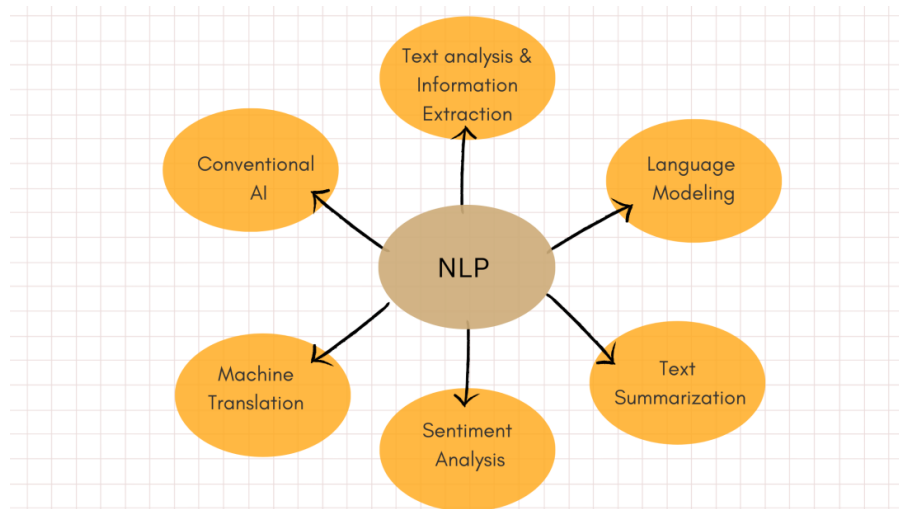 Text analysis &
Information
Extraction
Conventional
AI
Language
Modeling
NLP
Machine
Translation
Text
Summarization
Sentiment
Analysis